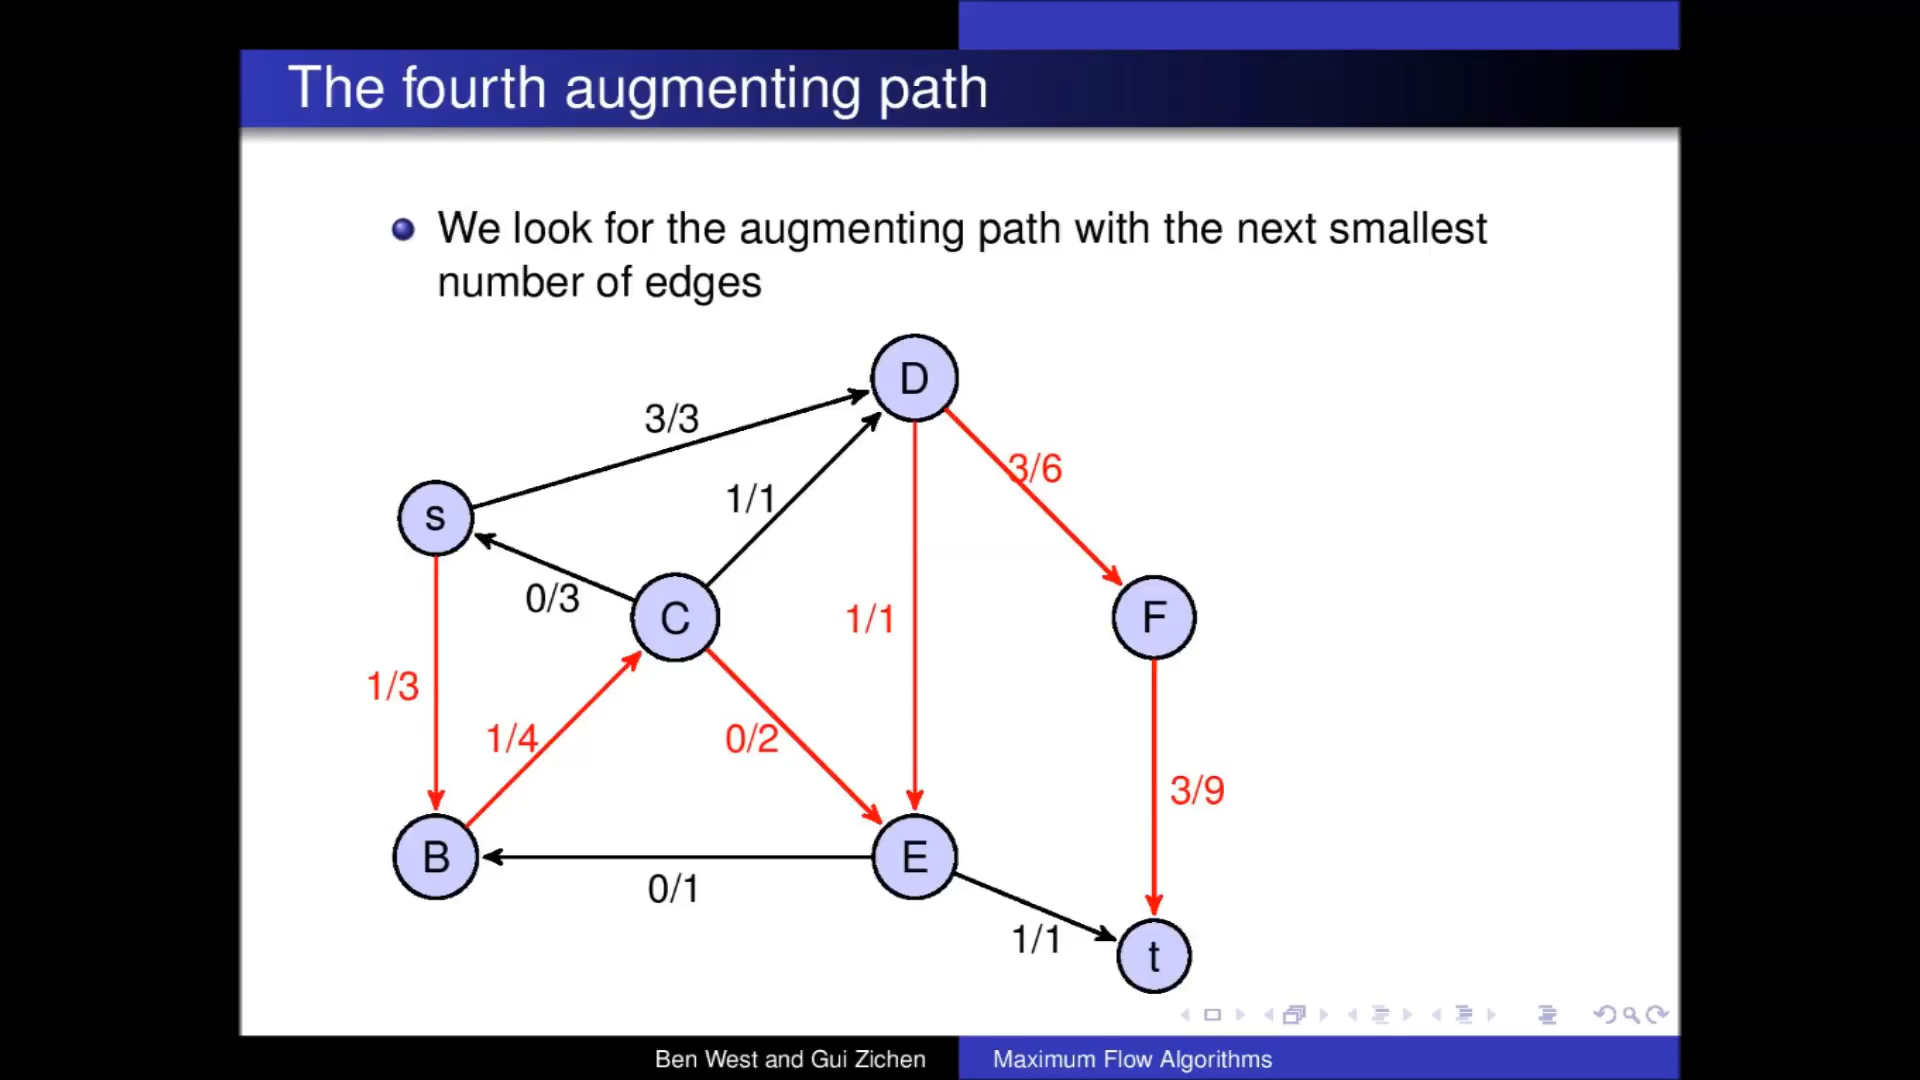 The fourth augmenting path
We look for the augmenting path with the next smallest
number of edges
D
3/3
3/6
1/1
s
0/3
C
1/1
F
1/3
1/4
0/2
3/9
B
E
0/1
1/1
t
Ben West and Gui Zichen
Maximum Flow Algorithms